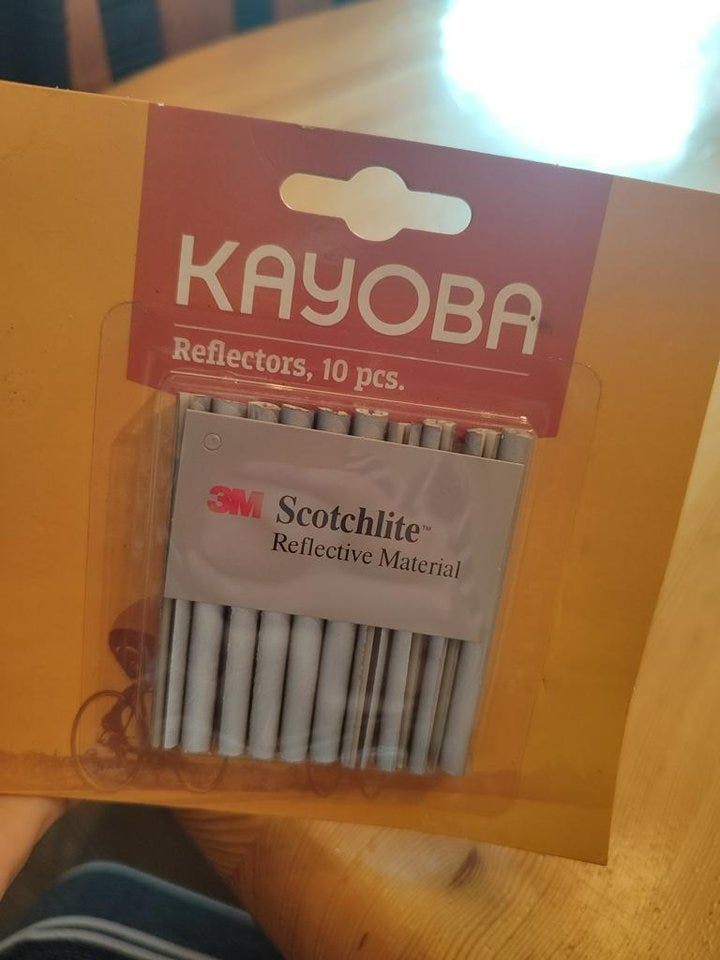 KAYOBA
Reflectors, 10 pcs.
3M Scotchlite™
Reflective Material